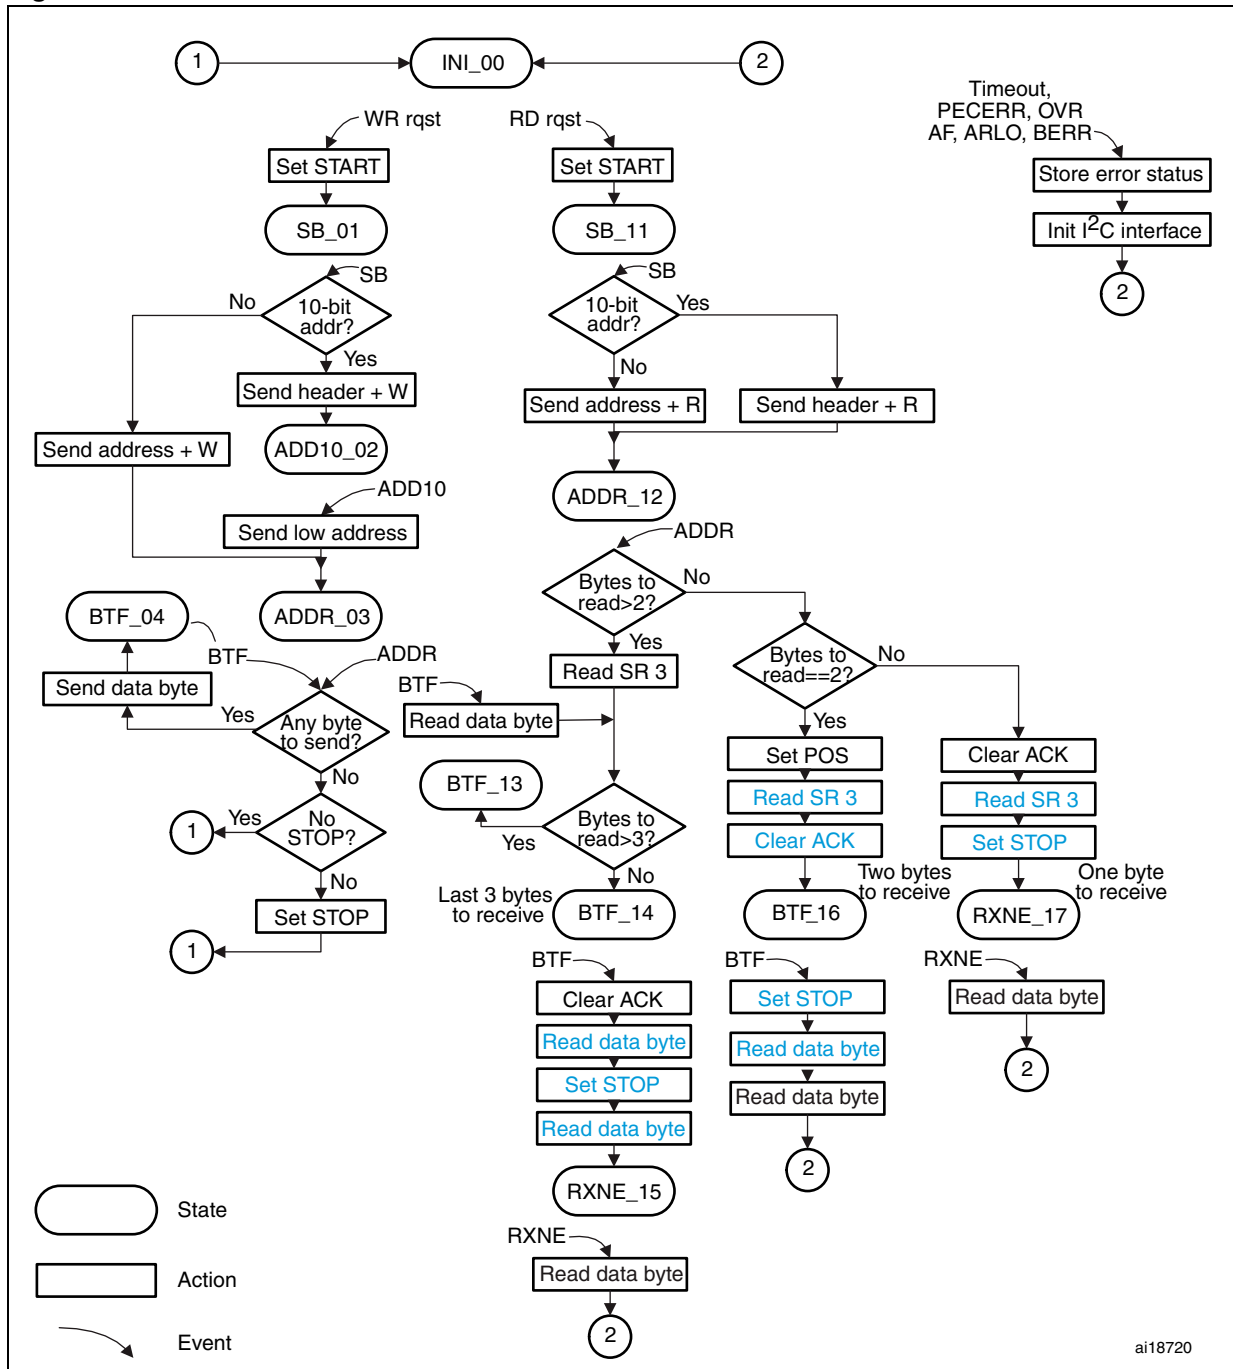 1
INI_00
2
WR rqst
RD rqst
Timeout,
PECERR, OVR
AF, ARLO, BERR
Set START
Set START
Store error status
Init I2C interface
2
SB_01
SB_11
SB
SB
No
10-bit
addr?
Yes
10-bit
addr?
Yes
No
Send header + W
Send address + R
Send header + R
Send address + W
ADD10_02
ADDR_12
ADD10
Send low address
ADDR
ADDR_03
Bytes to
read>2?
No
Yes
BTF_04
BTF
ADDR
Read SR 3
Bytes to
read==2?
No
Yes
Send data byte
Yes
Any byte
to send?
No
BTF
Read data byte
Set POS
Read SR 3
Clear ACK
Clear ACK
Read SR 3
Set STOP
BTF_13
Yes
Bytes to
read>3?
No
1
Yes
No
STOP?
No
Set STOP
1
Last 3 bytes
to receive
BTF_14
Two bytes
to receive
BTF_16
One byte
to receive
RXNE_17
BTF
Clear ACK
Read data byte
Set STOP
Read data byte
RXNE_15
BTF
Set STOP
Read data byte
Read data byte
2
RXNE
Read data byte
2
RXNE
Read data byte
2
State
Action
Event
ai18720